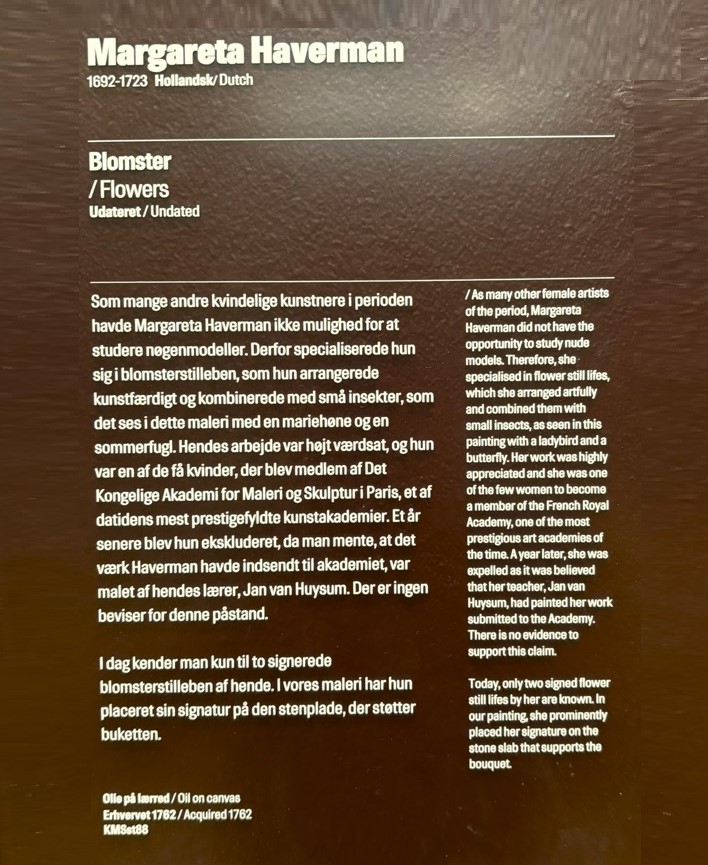 Margareta Haverman
1692-1723 Hollandsk/Dutch
Blomster
/Flowers
Udateret/Undated
Som mange andre kvindelige kunstnere i perioden
havde Margareta Haverman ikke mulighed for at
studere nøgenmodeller. Derfor specialiserede hun
sig i blomsterstilleben, som hun arrangerede
kunstfærdigt og kombinerede med små insekter, som
det ses i dette maleri med en mariehøne og en
sommerfugl. Hendes arbejde var højt værdsat, og hun
var en af de få kvinder, der blev medlem af Det
Kongelige Akademi for Maleri og Skulptur i Paris, et af
datidens mest prestigefyldte kunstakademier. Et år
senere blev hun ekskluderet, da man mente, at det
værk Haverman havde indsendt til akademiet, var
malet af hendes lærer, Jan van Huysum. Der er ingen
beviser for denne påstand.
I dag kender man kun til to signerede
blomsterstilleben af hende. I vores maleri har hun
placeret sin signatur på den stenplade, der støtter
buketten.
/As many other female artists
of the period, Margareta
Haverman did not have the
opportunity to study nude
models. Therefore, she
specialised in flower still lifes,
which she arranged artfully
and combined them with
small insects, as seen in this
painting with a ladybird and a
butterfly. Her work was highly
appreciated and she was one
of the few women to become
a member of the French Royal
Academy, one of the most
prestigious art academies of
the time. A year later, she was
expelled as it was believed
that her teacher, Jan van
Huysum, had painted her work
submitted to the Academy.
There is no evidence to
support this claim.
Today, only two signed flower
still lifes by her are known. In
our painting, she prominently
placed her signature on the
stone slab that supports the
bouquet.
Olie på lærred/Oil on canvas
Erhvervet 1762/Acquired 1762
KMSst88